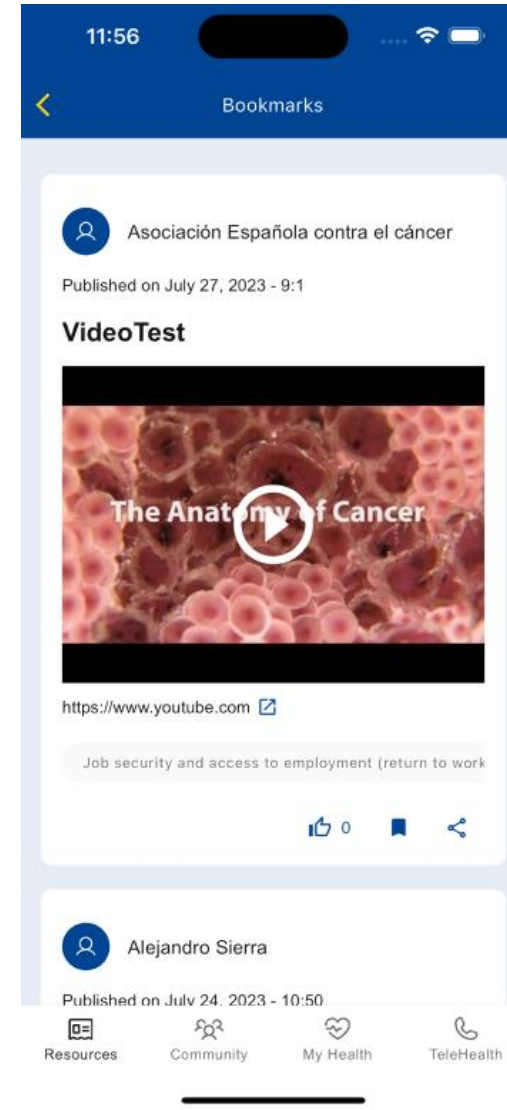 11:56
Bookmarks
Asociación Española contra el cáncer
Published on July 27, 2023 - 9:1
VideoTest
The Anatomy of Cancer
https://www.youtube.com
Job security and access to employment (return to work
0
Alejandro Sierra
Published on July 24, 2023 - 10:50
Resources
Community
My Health
TeleHealth